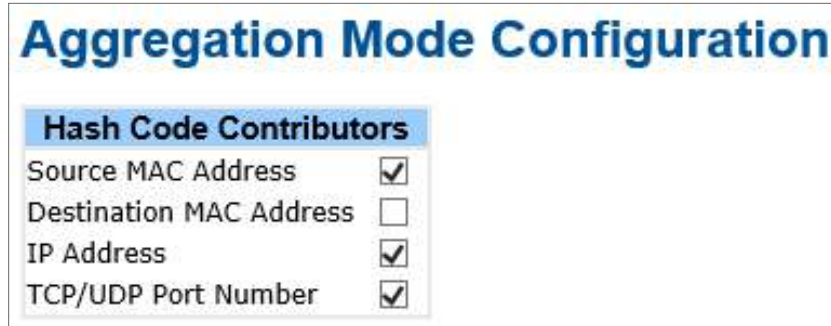 Aggregation Mode Configuration
Hash Code Contributors
Source MAC Address
Destination MAC Address
IP Address
TCP/UDP Port Number